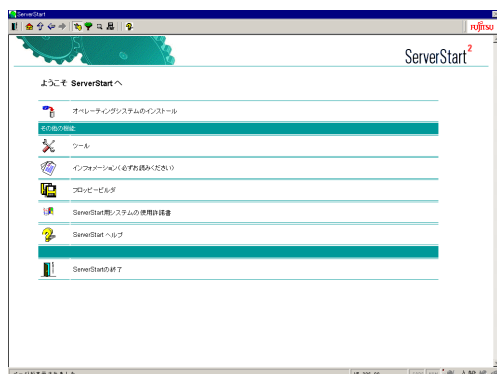 ServerStart
FUJITSU
ServerStart2
ようこそ ServerStart へ
オペレーティングシステムのインストール
その他の機能
ツール
インフォメーション(必ずお読みください)
フロッピービルダ
ServerStart用システムの使用許諾書
ServerStart ヘルプ
ServerStartの終了